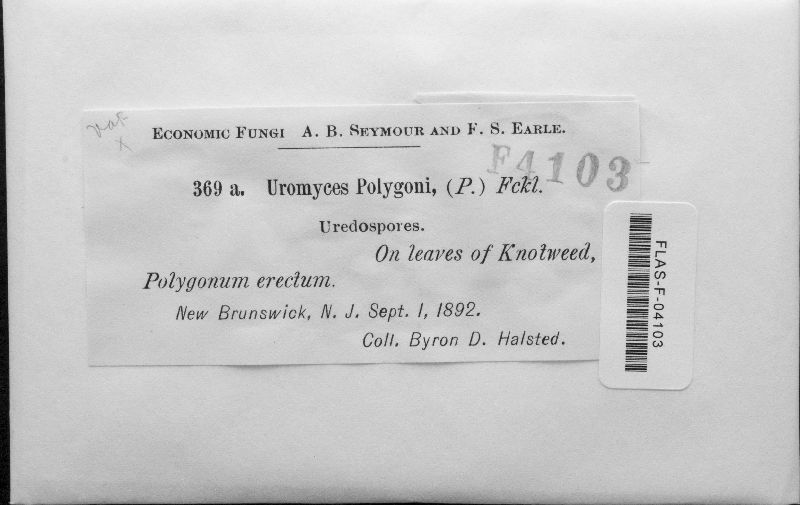 ECONOMIC FUNGI A. B. SEYMOUR AND F. S. EARLE.
F4103
369 a. Uromyces Polygoni, (P.) Fckl.
Uredospores.
On leaves of Knotweed,
Polygonum erectum.
New Brunswick, N. J. Sept. 1, 1892.
Coll. Byron D. Halsted.
FLAS-F-04103